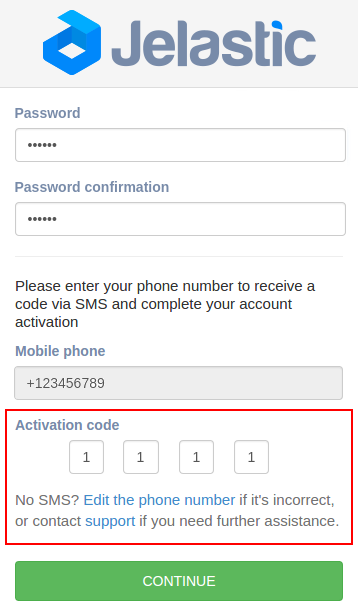 Jelastic
Password
••••••
Password confirmation
••••••
Please enter your phone number to receive a
code via SMS and complete your account
activation
Mobile phone
+123456789
Activation code
1 1 1 1
No SMS? Edit the phone number if it's incorrect,
or contact support if you need further assistance.
CONTINUE